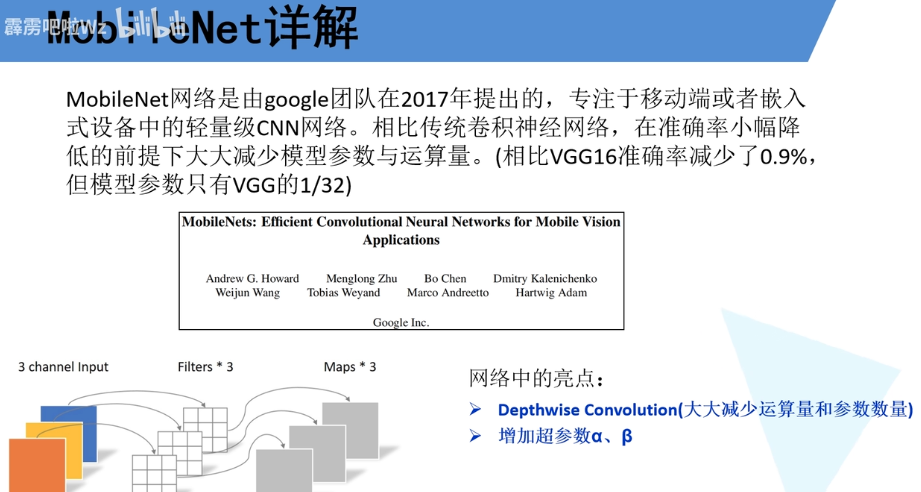 霹雳吧啦Wz bilibili
MobileNet详解
MobileNet网络是由google团队在2017年提出的，专注于移动端或者嵌入
式设备中的轻量级CNN网络。相比传统卷积神经网络，在准确率小幅降
低的前提下大大减少模型参数与运算量。(相比VGG16准确率减少了0.9%，
但模型参数只有VGG的1/32)
MobileNets: Efficient Convolutional Neural Networks for Mobile Vision
Applications
Andrew G. Howard Menglong Zhu Bo Chen Dmitry Kalenichenko
Weijun Wang Tobias Weyand Marco Andreetto Hartwig Adam
Google Inc.
3 channel Input Filters * 3 Maps * 3
网络中的亮点：
➢ Depthwise Convolution(大大减少运算量和参数数量)
➢ 增加超参数α、β